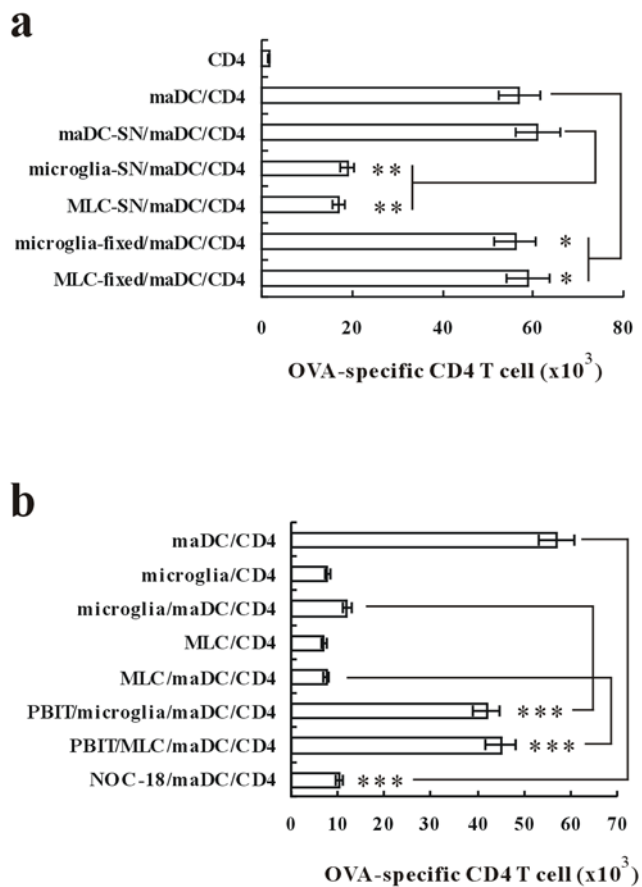 a
CD4
maDC/CD4
maDC-SN/maDC/CD4
microglia-SN/maDC/CD4
**
MLC-SN/maDC/CD4
**
microglia-fixed/maDC/CD4
*
MLC-fixed/maDC/CD4
*
0 20 40 60 80
OVA-specific CD4 T cell (x10³)
b
maDC/CD4
microglia/CD4
microglia/maDC/CD4
MLC/CD4
MLC/maDC/CD4
PBIT/microglia/maDC/CD4
***
PBIT/MLC/maDC/CD4
***
NOC-18/maDC/CD4
***
0 10 20 30 40 50 60 70
OVA-specific CD4 T cell (x10³)